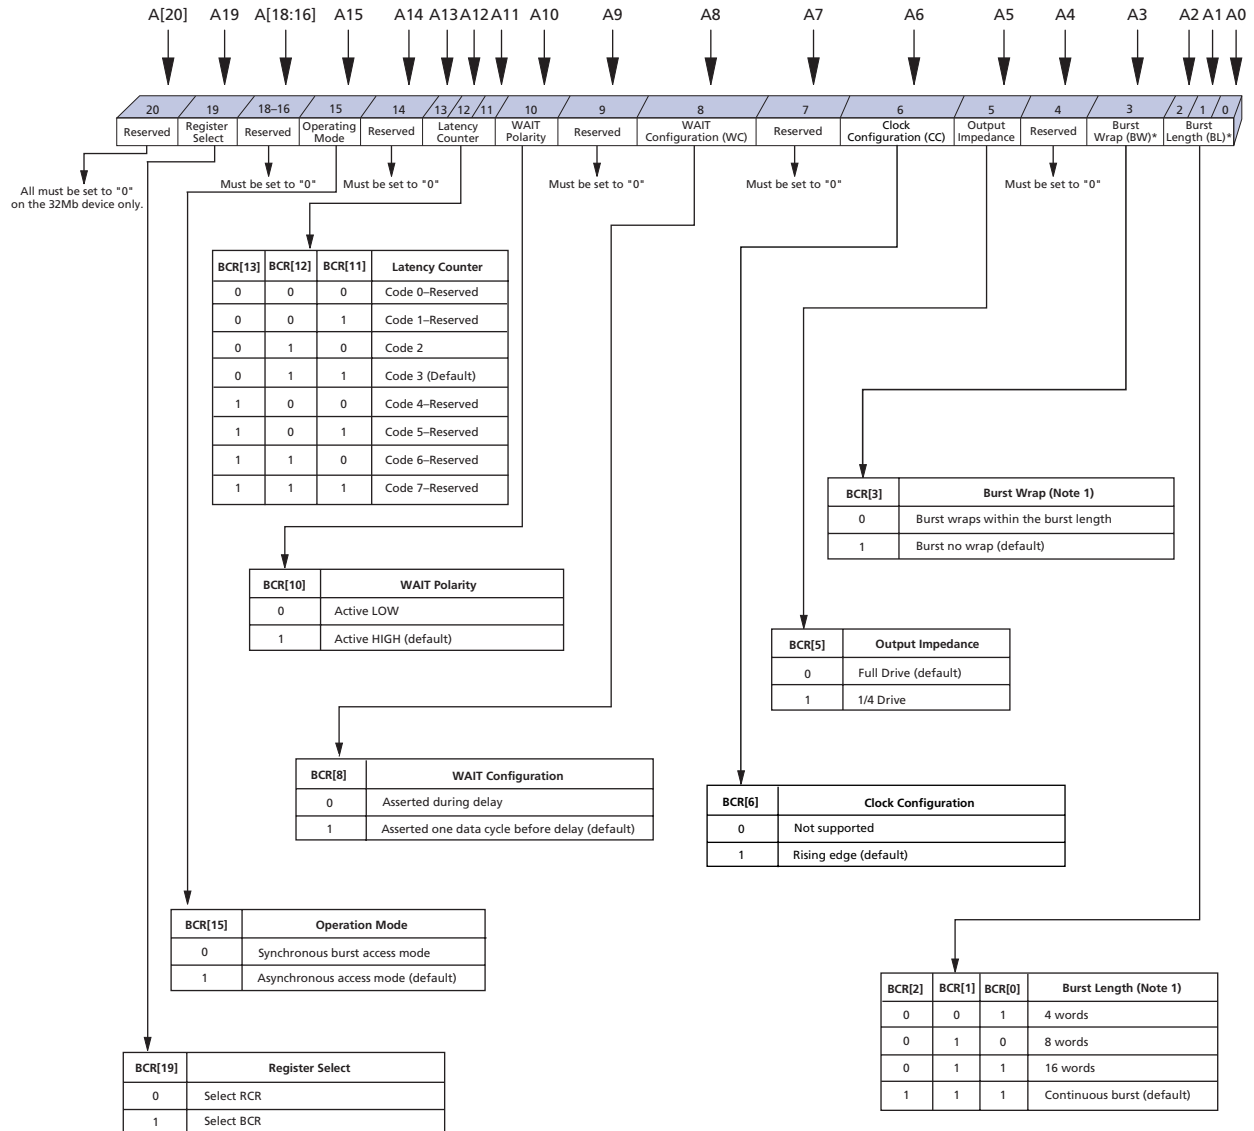 A[20] A19 A[18:16] A15 A14 A13 A12 A11 A10 A9 A8 A7 A6 A5 A4 A3 A2 A1 A0
20 19 18–16 15 14 13 12 11 10 9 8 7 6 5 4 3 2 1 0
Reserved
Register
Select
Reserved
Operating
Mode
Reserved
Latency
Counter
WAIT
Polarity
Reserved
WAIT
Configuration (WC)
Reserved
Clock
Configuration (CC)
Output
Impedance
Reserved
Burst
Wrap (BW)*
Burst
Length (BL)*
All must be set to "0"
on the 32Mb device only.
Must be set to "0"
Must be set to "0"
Must be set to "0"
Must be set to "0"
Must be set to "0"
BCR[13] BCR[12] BCR[11] Latency Counter
0 0 0 Code 0–Reserved
0 0 1 Code 1–Reserved
0 1 0 Code 2
0 1 1 Code 3 (Default)
1 0 0 Code 4–Reserved
1 0 1 Code 5–Reserved
1 1 0 Code 6–Reserved
1 1 1 Code 7–Reserved
BCR[3] Burst Wrap (Note 1)
0 Burst wraps within the burst length
1 Burst no wrap (default)
BCR[10] WAIT Polarity
0 Active LOW
1 Active HIGH (default)
BCR[5] Output Impedance
0 Full Drive (default)
1 1/4 Drive
BCR[8] WAIT Configuration
0 Asserted during delay
1 Asserted one data cycle before delay (default)
BCR[6] Clock Configuration
0 Not supported
1 Rising edge (default)
BCR[15] Operation Mode
0 Synchronous burst access mode
1 Asynchronous access mode (default)
BCR[2] BCR[1] BCR[0] Burst Length (Note 1)
0 0 1 4 words
0 1 0 8 words
0 1 1 16 words
1 1 1 Continuous burst (default)
BCR[19] Register Select
0 Select RCR
1 Select BCR